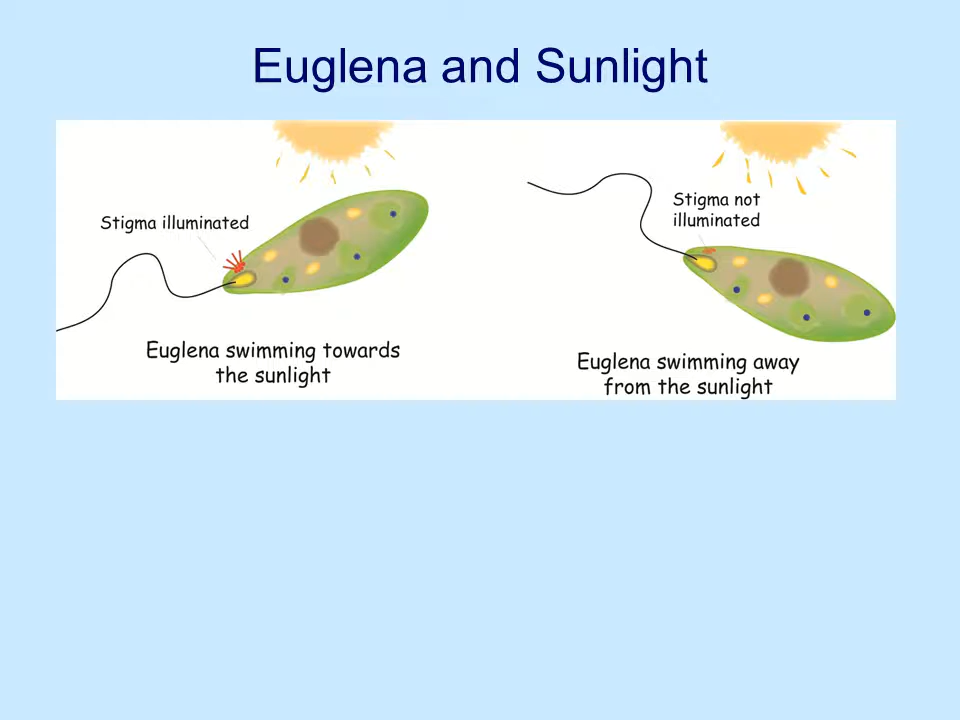 Euglena and Sunlight
Stigma illuminated
Euglena swimming towards
the sunlight
Stigma not
illuminated
Euglena swimming away
from the sunlight